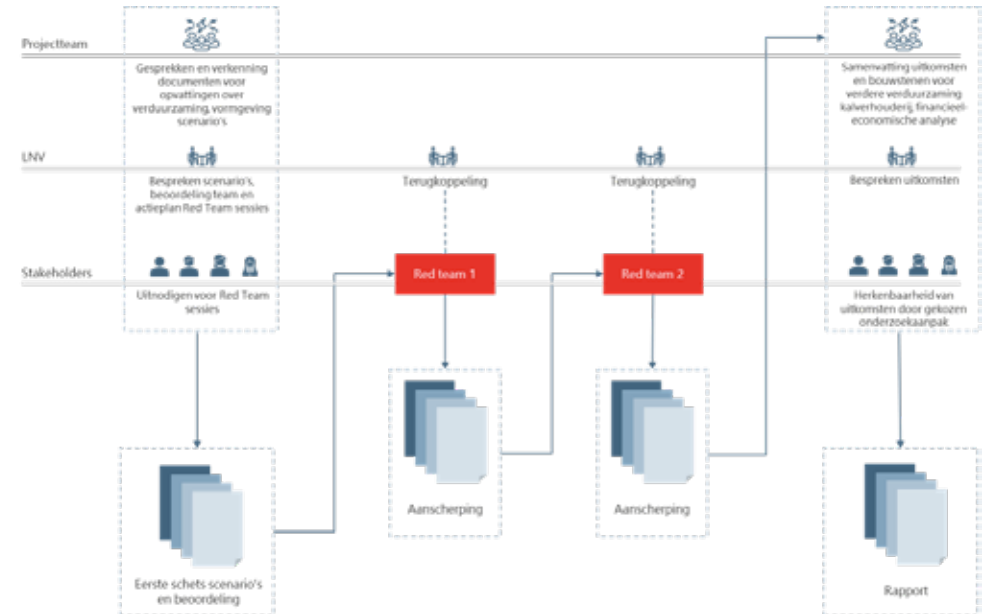 Projectteam
Gesprekken en verkenning
documenten voor
opvattingen over
verduurzaming, vormgeving
scenario's
Samenvatting uitkomsten
en bouwstenen voor
verdere verduurzaming
kalverhouderij, financieel-
economische analyse
LNV
Bespreken scenario's,
beoordeling team en
actieplan Red Team sessies
Terugkoppeling
Terugkoppeling
Bespreken uitkomsten
Stakeholders
Uitnodigen voor Red Team
sessies
Red team 1
Red team 2
Herkenbaarheid van
uitkomsten door gekozen
onderzoekaanpak
Eerste schets scenario's
en beoordeling
Aanscherping
Aanscherping
Rapport